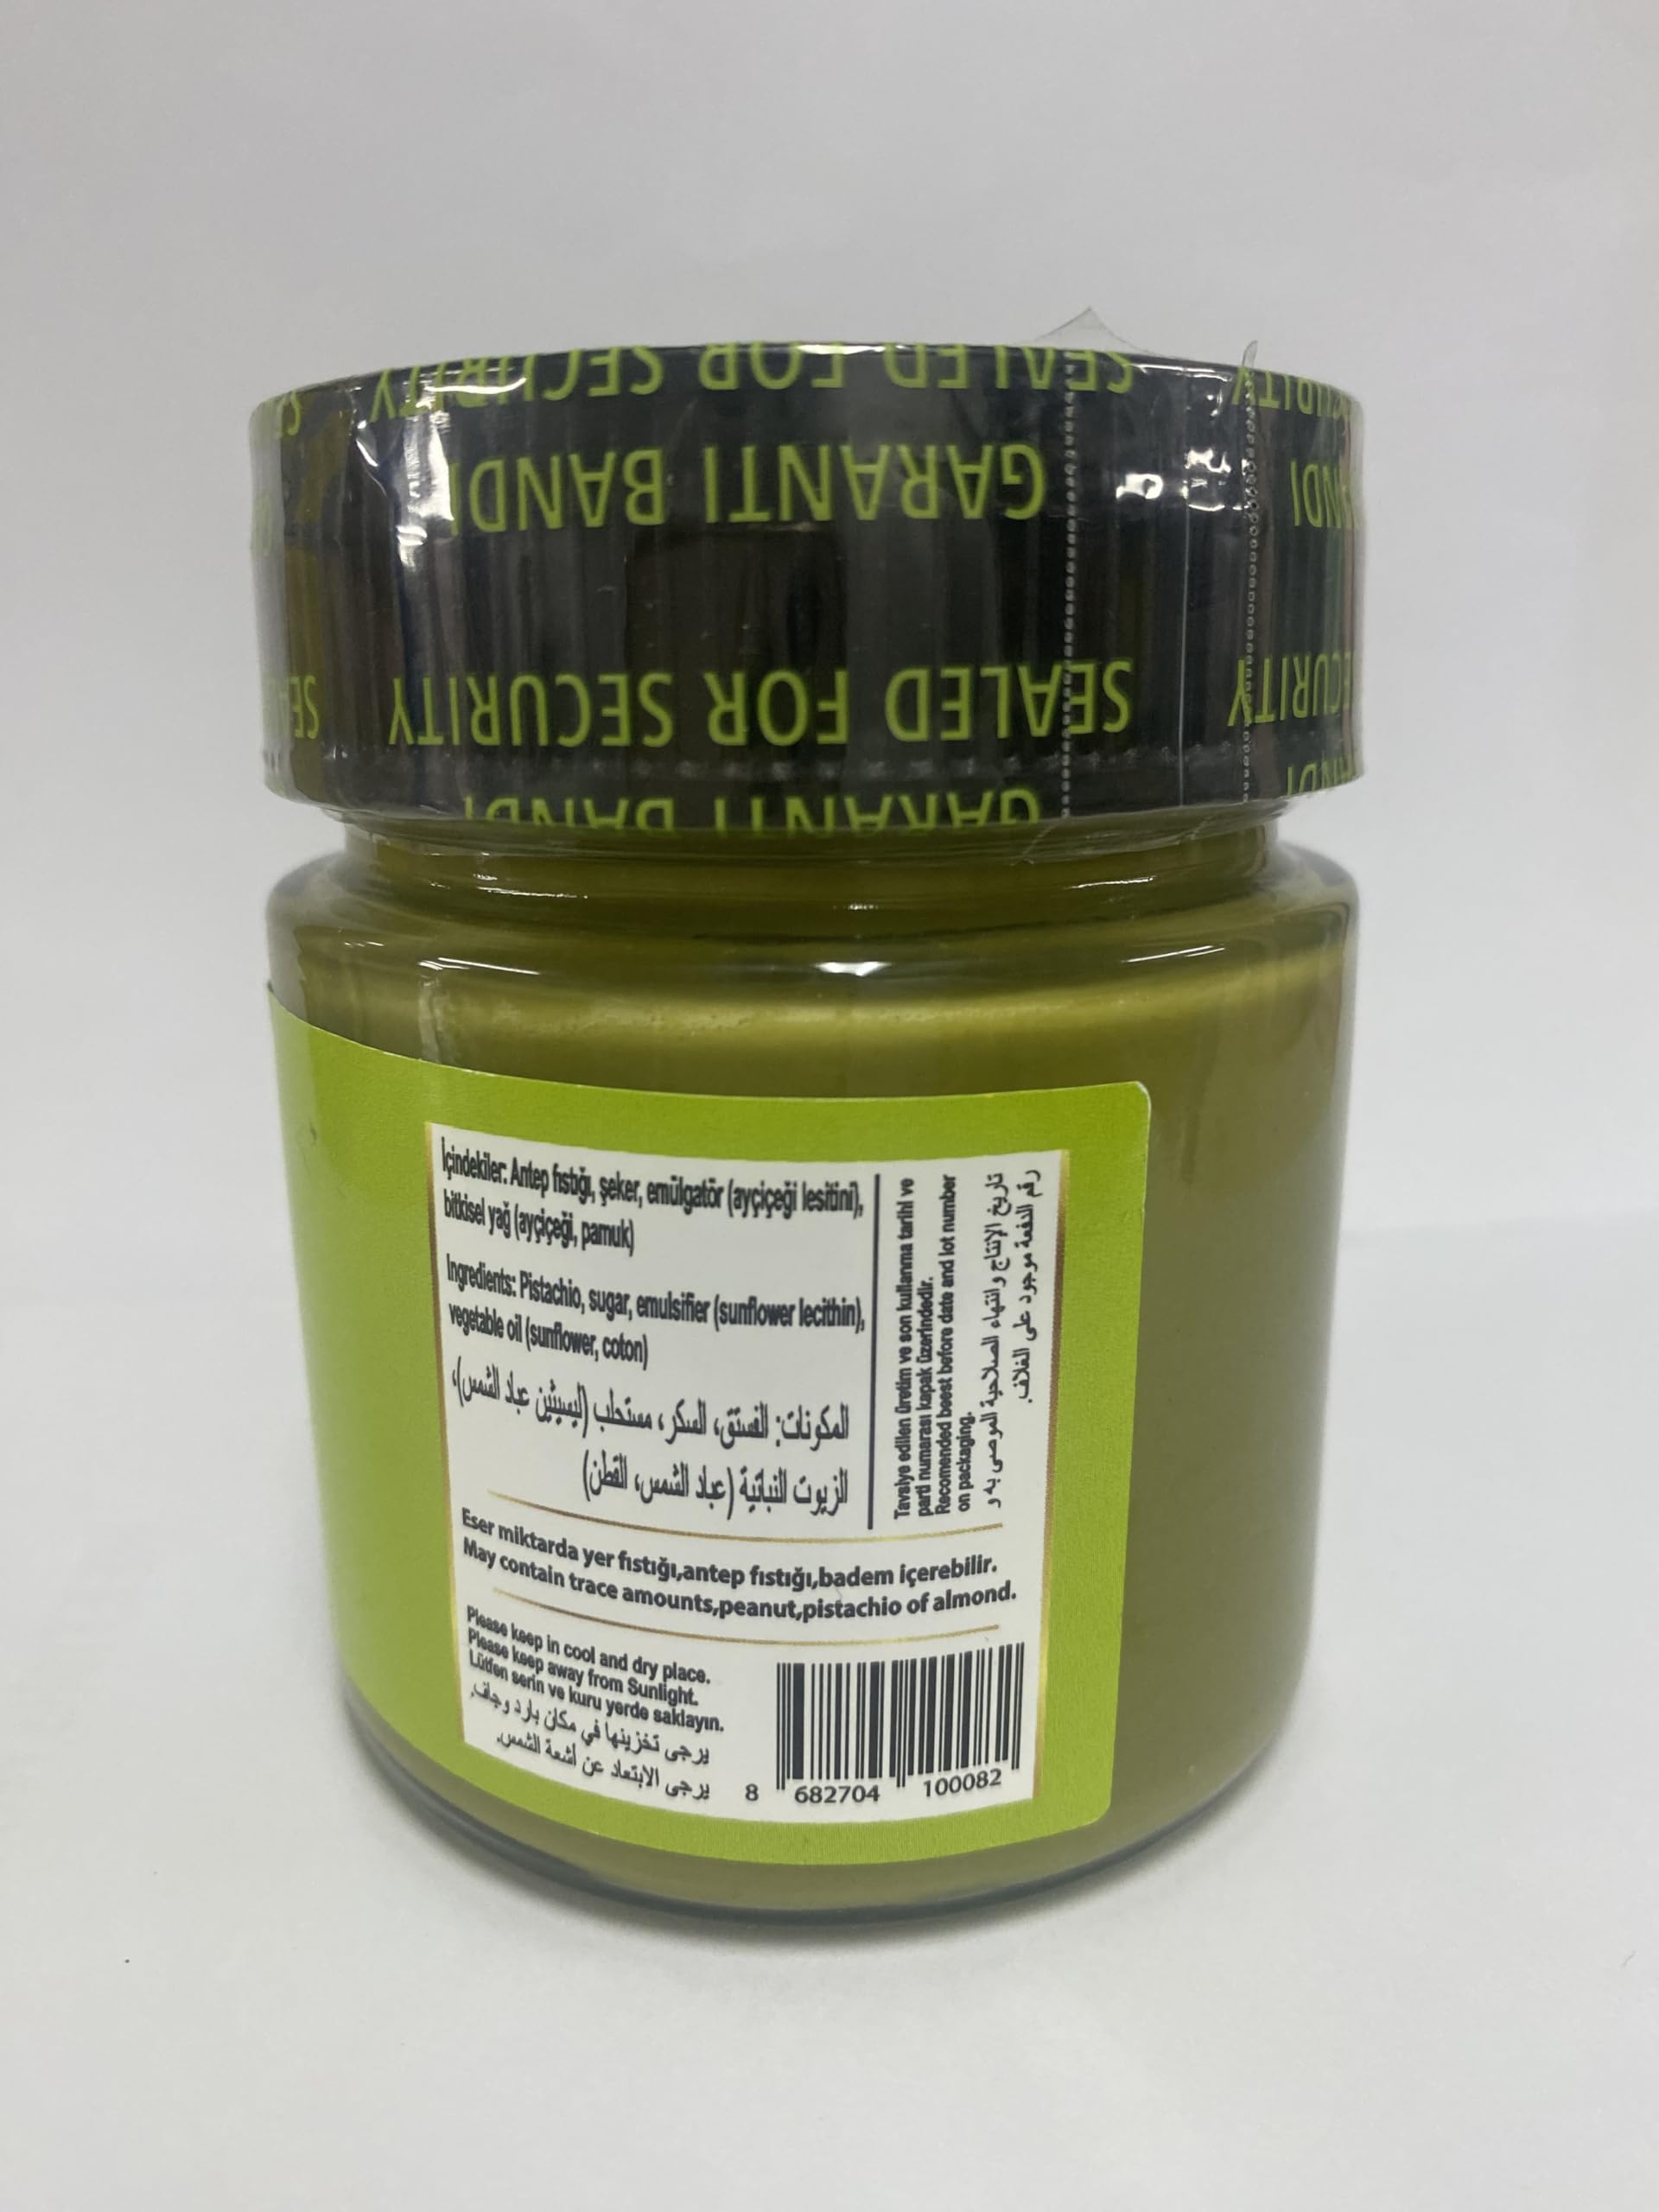 SEALED FOR SECURITY
GARANTI BANDI
SEALED FOR SECURITY
GARANTI BANDI
İçindekiler: Antep fıstığı, şeker, emülgatör (ayçiçeği lesitini),
bitkisel yağ (ayçiçeği, pamuk)
Ingredients: Pistachio, sugar, emulsifier (sunflower lecithin),
vegetable oil (sunflower, coton)
المكونات: الفستق، السكر، مستحلب (ليسيثين عباد الشمس)،
الزيوت النباتية (عباد الشمس، القطن)
Tavsiye edilen üretim ve son kullanma tarihi ve
parti numarası kapak üzerindedir.
Recomended beest before date and lot number
on packaging.
تاريخ الإنتاج وانتهاء الصلاحية الموصى به و
رقم الدفعة موجود على الغلاف.
Eser miktarda yer fıstığı,antep fıstığı,badem içerebilir.
May contain trace amounts,peanut,pistachio of almond.
Please keep in cool and dry place.
Please keep away from Sunlight.
Lütfen serin ve kuru yerde saklayın.
يرجى تخزينها في مكان بارد وجاف.
يرجى الابتعاد عن أشعة الشمس.
8 682704 100082